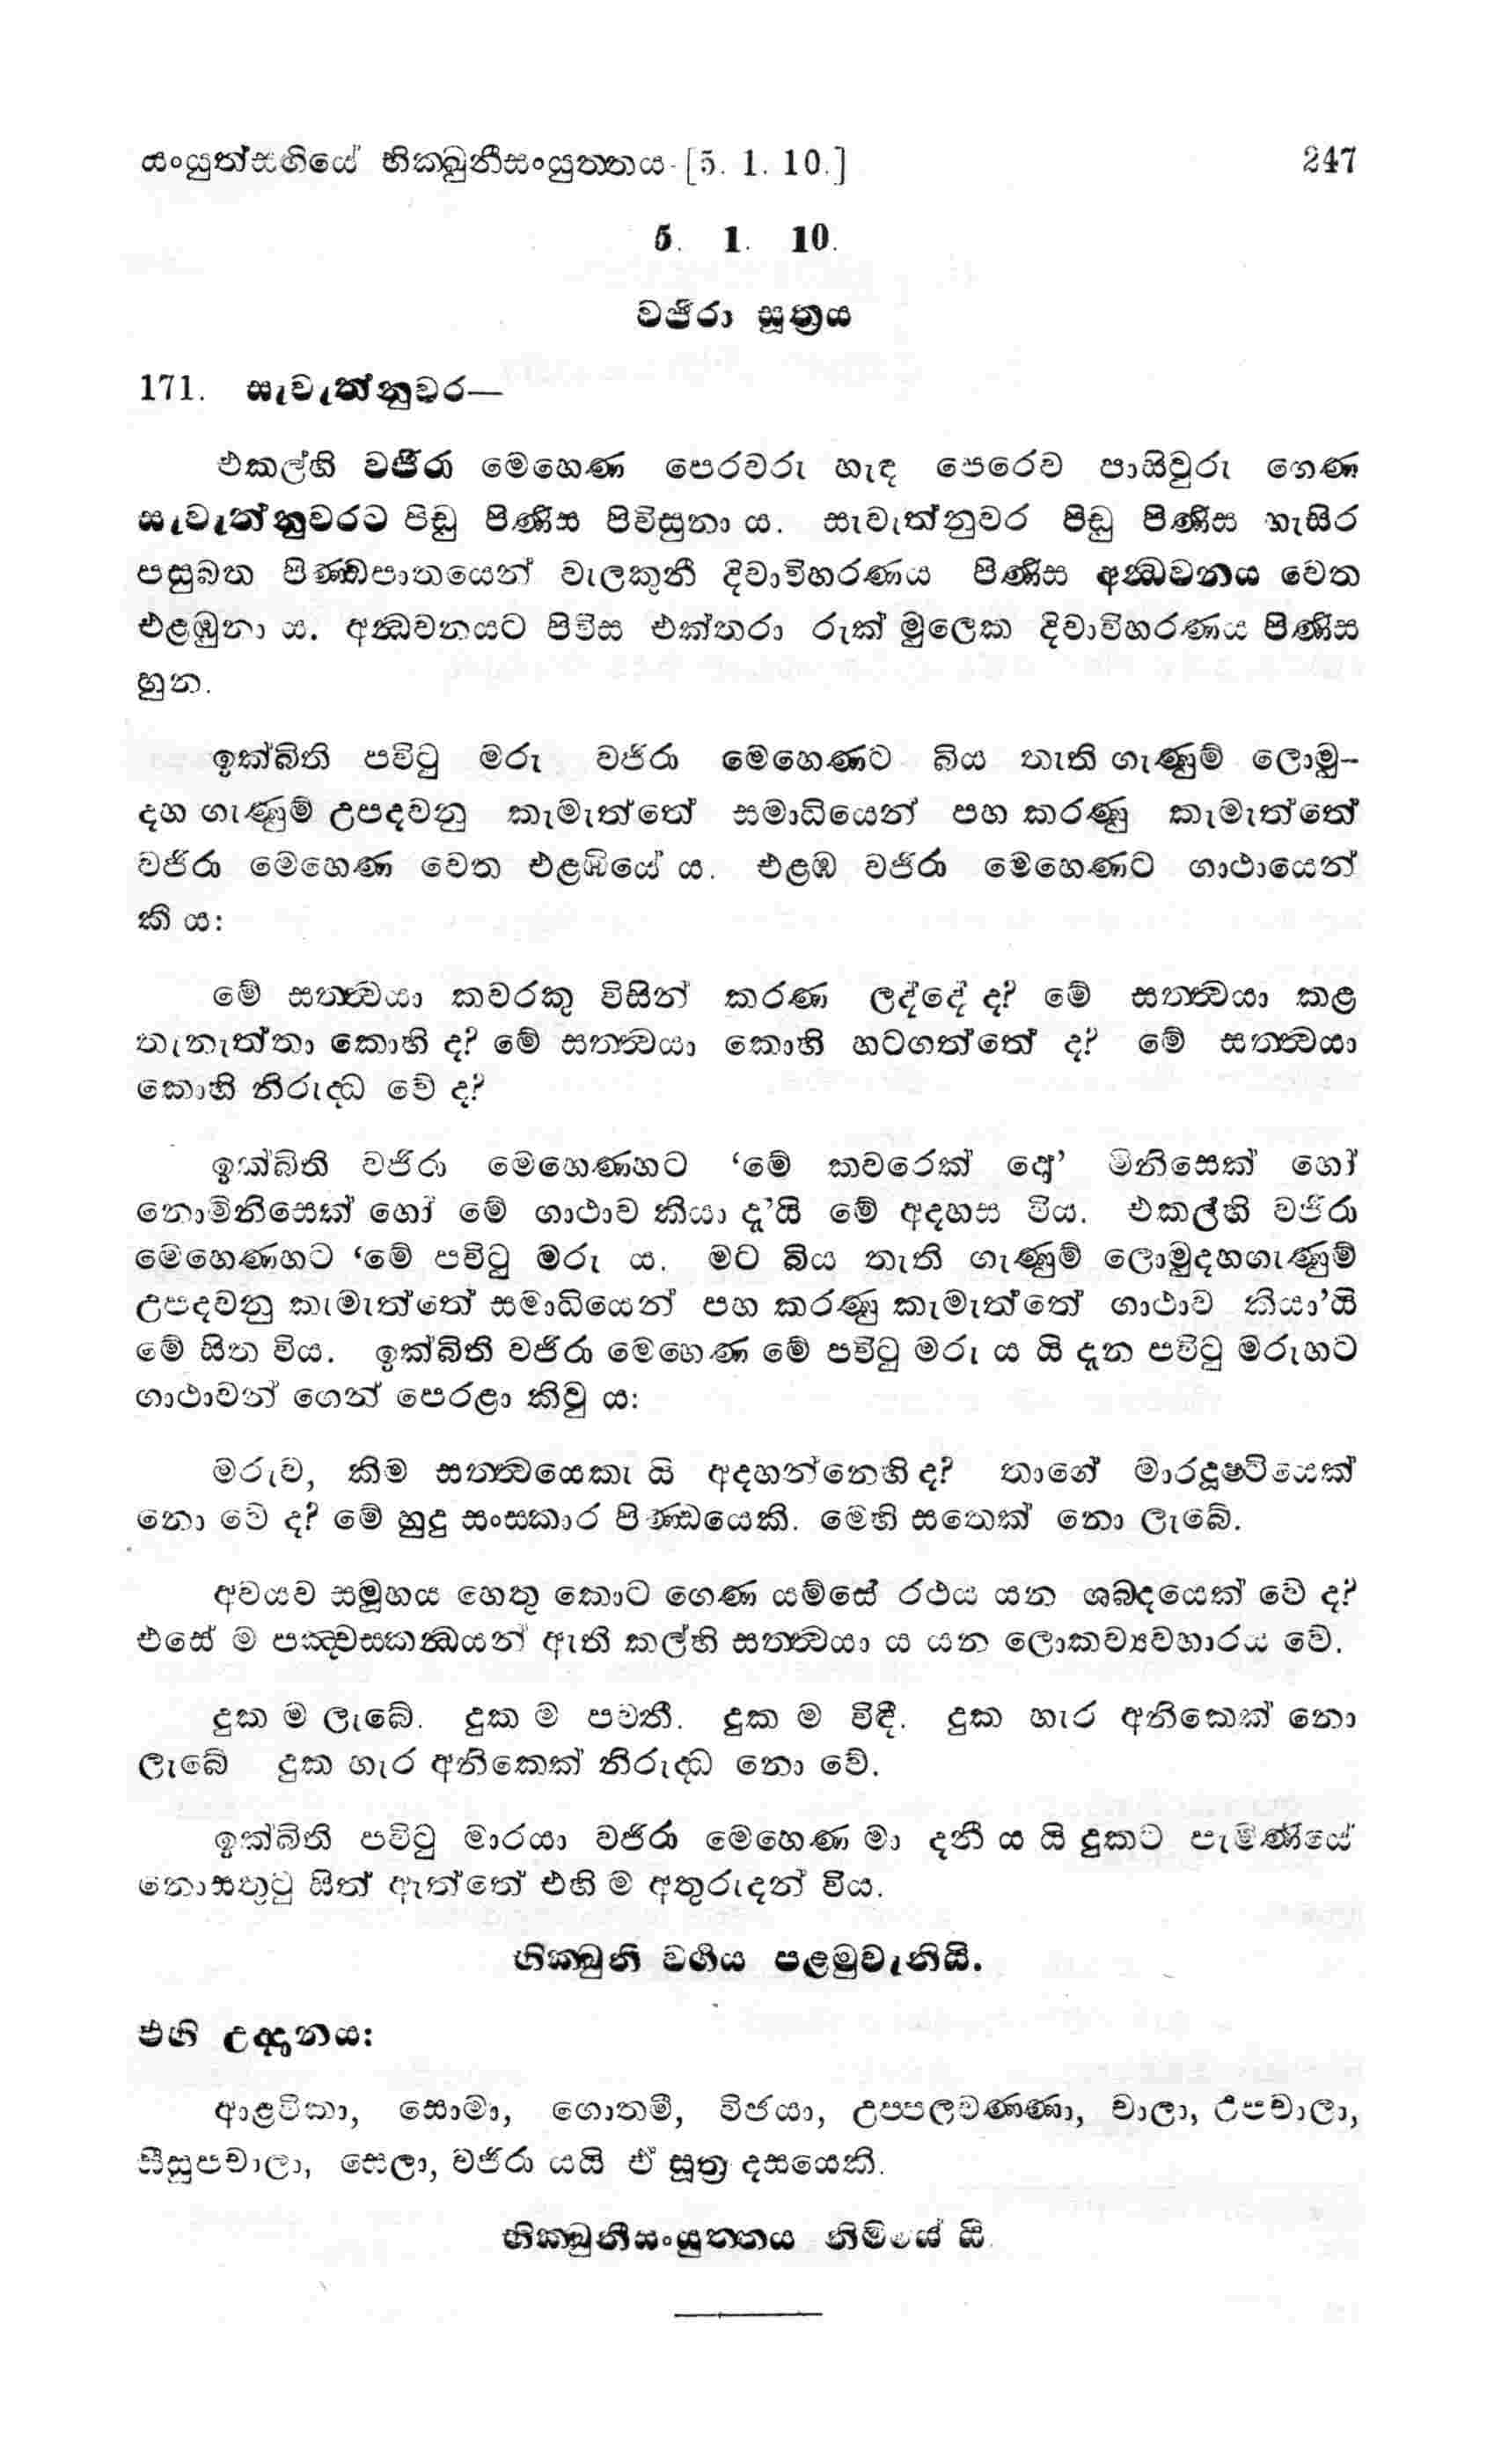 සංයුත්සඟියේ භික්ඛුනීසංයුත්තය [5. 1. 10.] 247
5. 1. 10.
වජිරා සූත්‍රය
171. සැවැත්නුවර—
එකල්හි වජිරා මෙහෙණ පෙරවරු හැඳ පෙරෙව පාසිවුරු ගෙණ
සැවැත්නුවරට පිඬු පිණිස පිවිසුනා ය. සැවැත්නුවර පිඬු පිණිස හැසිර
පසුබත පිණ්ඩපාතයෙන් වැලකුනී දිවාවිහරණය පිණිස අන්ධවනය වෙත
එළඹුනා ය. අන්ධවනයට පිවිස එක්තරා රුක් මුලෙක දිවාවිහරණය පිණිස
හුන.
ඉක්බිති පවිටු මරු වජිරා මෙහෙණට බිය තැති ගැණුම් ලොමු-
දහ ගැණුම් උපදවනු කැමැත්තේ සමාධියෙන් පහ කරණු කැමැත්තේ
වජිරා මෙහෙණ වෙත එළඹියේ ය. එළඹ වජිරා මෙහෙණට ගාථායෙන්
කි ය:
මේ සත්ත්‍වයා කවරකු විසින් කරණ ලද්දේ ද? මේ සත්ත්‍වයා කළ
තැනැත්තා කොහි ද? මේ සත්ත්‍වයා කොහි හටගත්තේ ද? මේ සත්ත්‍වයා
කොහි නිරුද්ධ වේ ද?
ඉක්බිති වජිරා මෙහෙණහට ‘මේ කවරෙක් දෝ’ මිනිසෙක් හෝ
නොමිනිසෙක් හෝ මේ ගාථාව කියා දැ’යි මේ අදහස විය. එකල්හි වජිරා
මෙහෙණහට ‘මේ පවිටු මරු ය. මට බිය තැති ගැණුම් ලොමුදහගැණුම්
උපදවනු කැමැත්තේ සමාධියෙන් පහ කරණු කැමැත්තේ ගාථාව කියා’යි
මේ සිත විය. ඉක්බිති වජිරා මෙහෙණ මේ පවිටු මරු ය යි දැන පවිටු මරුහට
ගාථාවන් ගෙන් පෙරළා කිවු ය:
මරුව, කිම සත්ත්‍වයෙකැ යි අදහන්නෙහි ද? තාගේ මාරදෘෂ්ටියෙක්
නො වේ ද? මේ හුදු සංස්කාර පිණ්ඩයෙකි. මෙහි සතෙක් නො ලැබේ.
අවයව සමූහය හෙතු කොට ගෙණ යම්සේ රථය යන ශබ්දයෙක් වේ ද?
එසේ ම පඤ්චස්කන්ධයන් ඇති කල්හි සත්ත්‍වයා ය යන ලොකව්‍යවහාරය වේ.
දුක ම ලැබේ. දුක ම පවතී. දුක ම විඳී. දුක හැර අනිකෙක් නො
ලැබේ දුක හැර අනිකෙක් නිරුද්ධ නො වේ.
ඉක්බිති පවිටු මාරයා වජිරා මෙහෙණ මා දනී ය යි දුකට පැමිණියේ
නොසතුටු සිත් ඇත්තේ එහි ම අතුරුදන් විය.
භික්ඛුනි වර්‍ගය පළමුවැනියි.
එහි උද්දානය:
ආළවිකා, සොමා, ගොතමී, විජයා, උප්පලවණ්ණා, චාලා, උපචාලා,
සීසුපචාලා, සෙලා, වජිරා යයි ඒ සූත්‍ර දසයෙකි.
භික්ඛුනීසංයුත්තය නිමියේ යි.